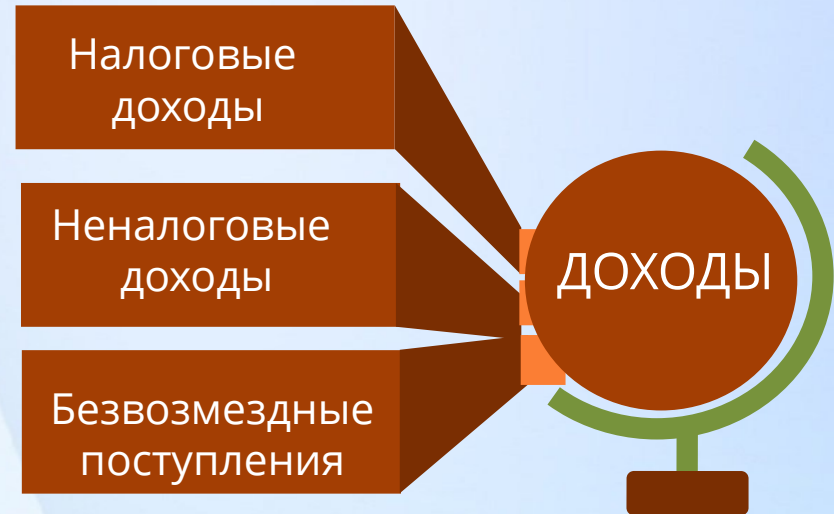 Налоговые
доходы
Неналоговые
доходы
Безвозмездные
поступления
ДОХОДЫ